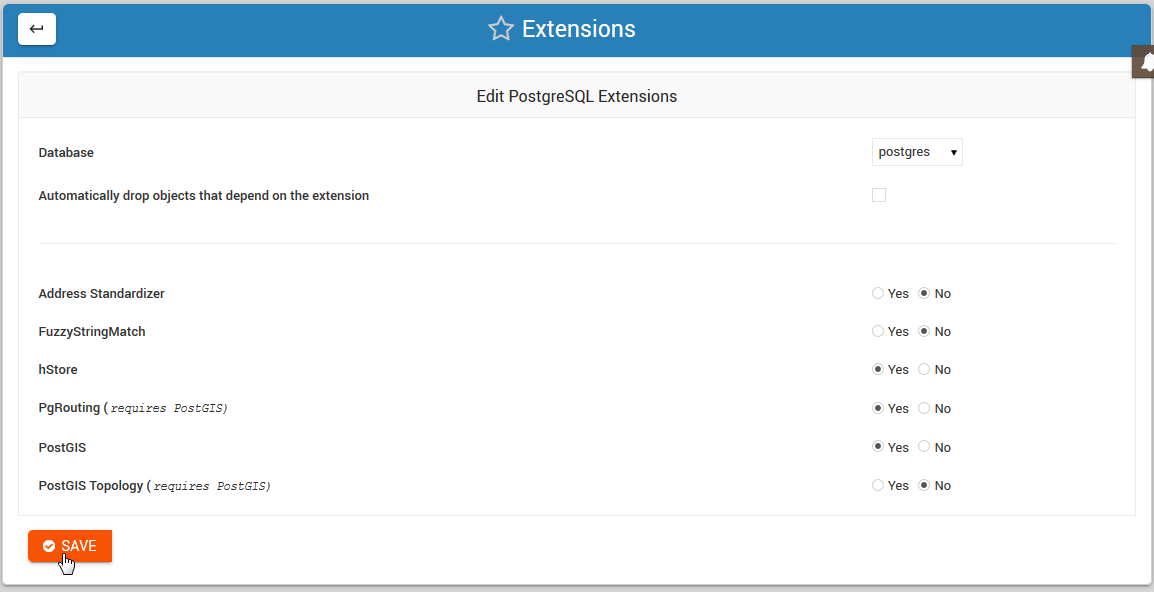 Extensions
Edit PostgreSQL Extensions
Database postgres
Automatically drop objects that depend on the extension
Address Standardizer Yes No
FuzzyStringMatch Yes No
hStore Yes No
PgRouting ( requires PostGIS) Yes No
PostGIS Yes No
PostGIS Topology ( requires PostGIS) Yes No
SAVE